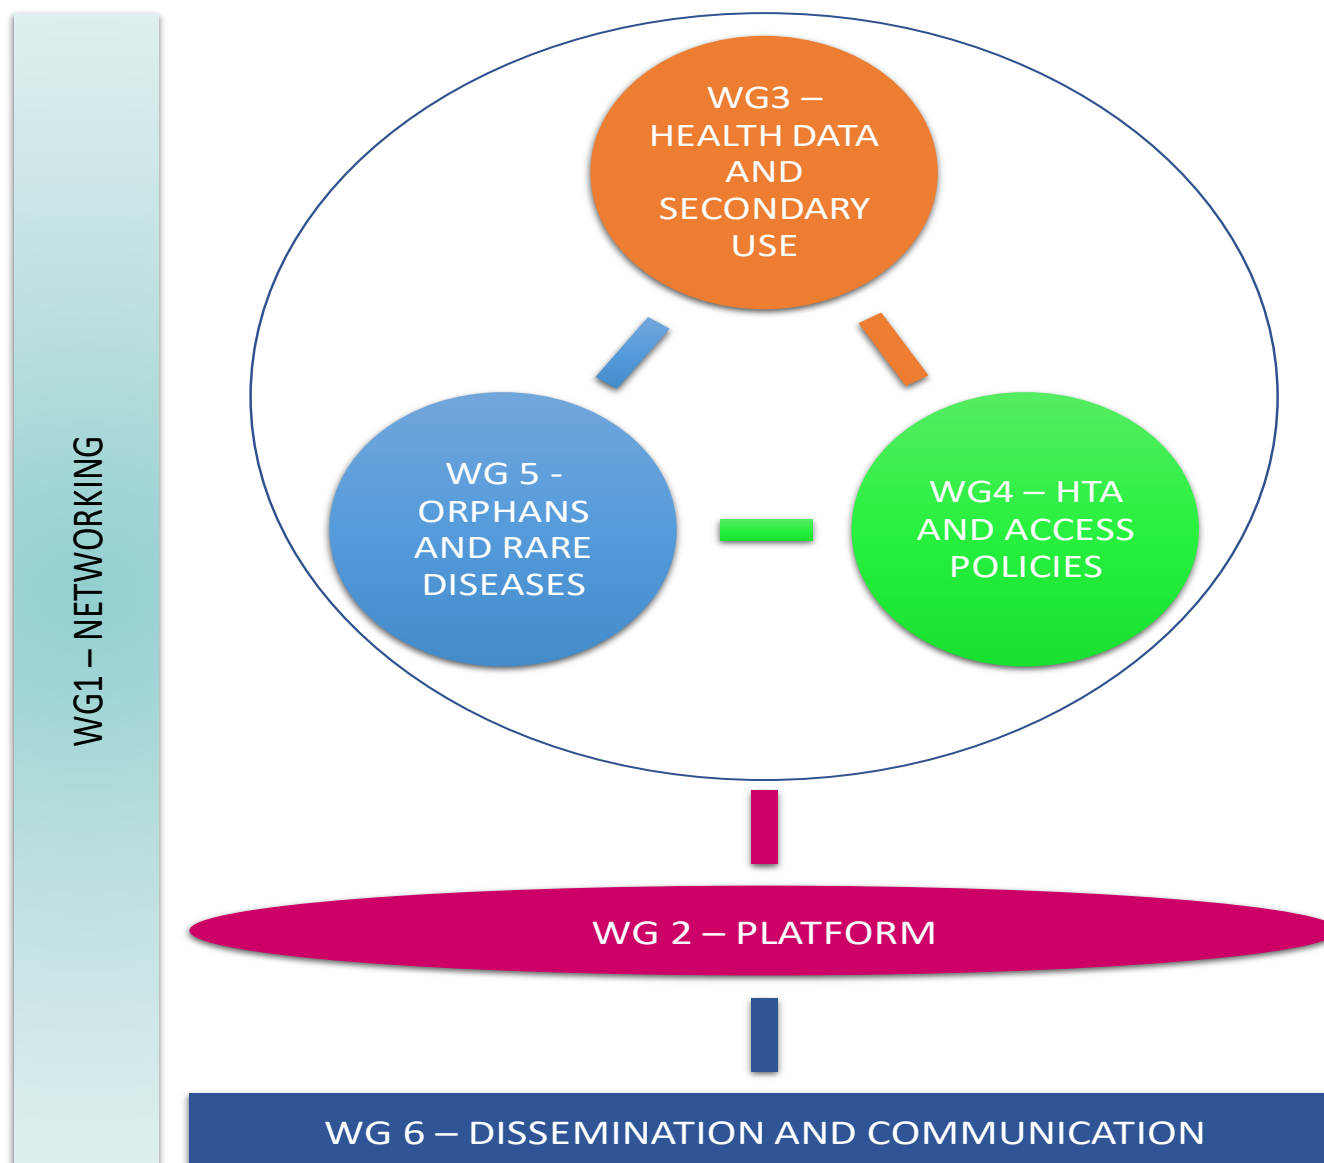 WG1 – NETWORKING
WG3 –
HEALTH DATA
AND
SECONDARY
USE
WG 5 -
ORPHANS
AND RARE
DISEASES
WG4 – HTA
AND ACCESS
POLICIES
WG 2 – PLATFORM
WG 6 – DISSEMINATION AND COMMUNICATION